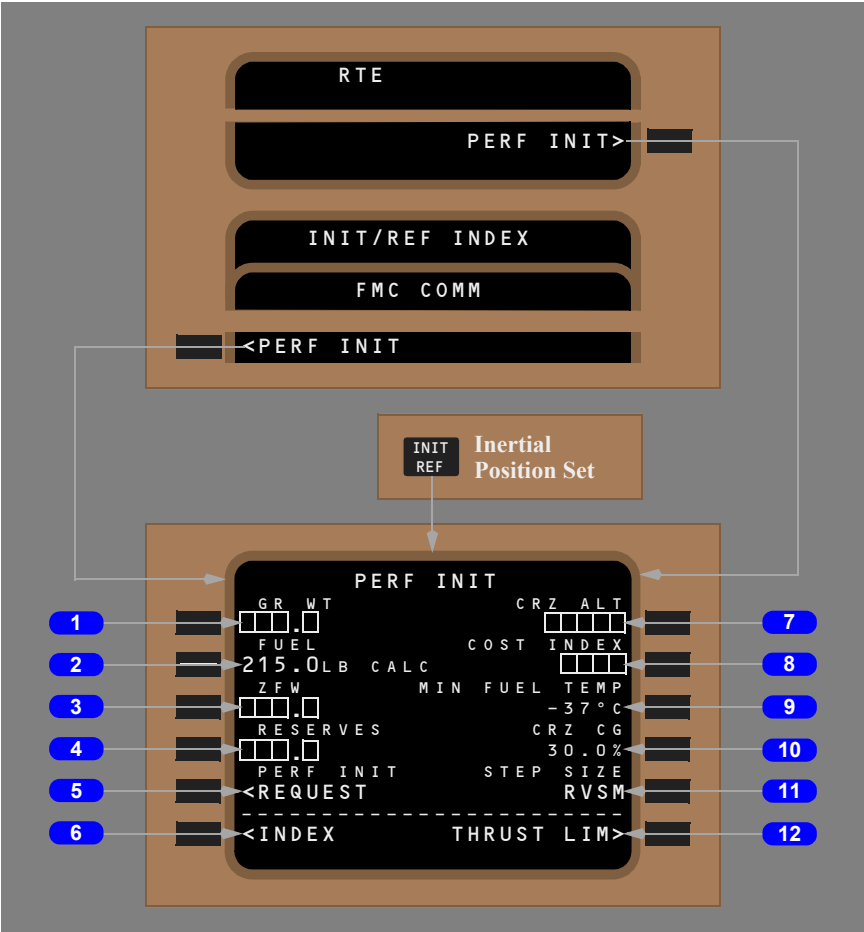 RTE
PERF INIT>
INIT/REF INDEX
FMC COMM
<PERF INIT
INIT REF
Inertial Position Set
PERF INIT
GR WT CRZ ALT
1 □□□.□ □□□□□ 7
FUEL COST INDEX
2 215.0LB CALC □□□□ 8
ZFW MIN FUEL TEMP
3 □□□.□ -37°C 9
RESERVES CRZ CG
4 □□□.□ 30.0% 10
PERF INIT STEP SIZE
5 <REQUEST RVSM 11
------------------------
6 <INDEX THRUST LIM> 12